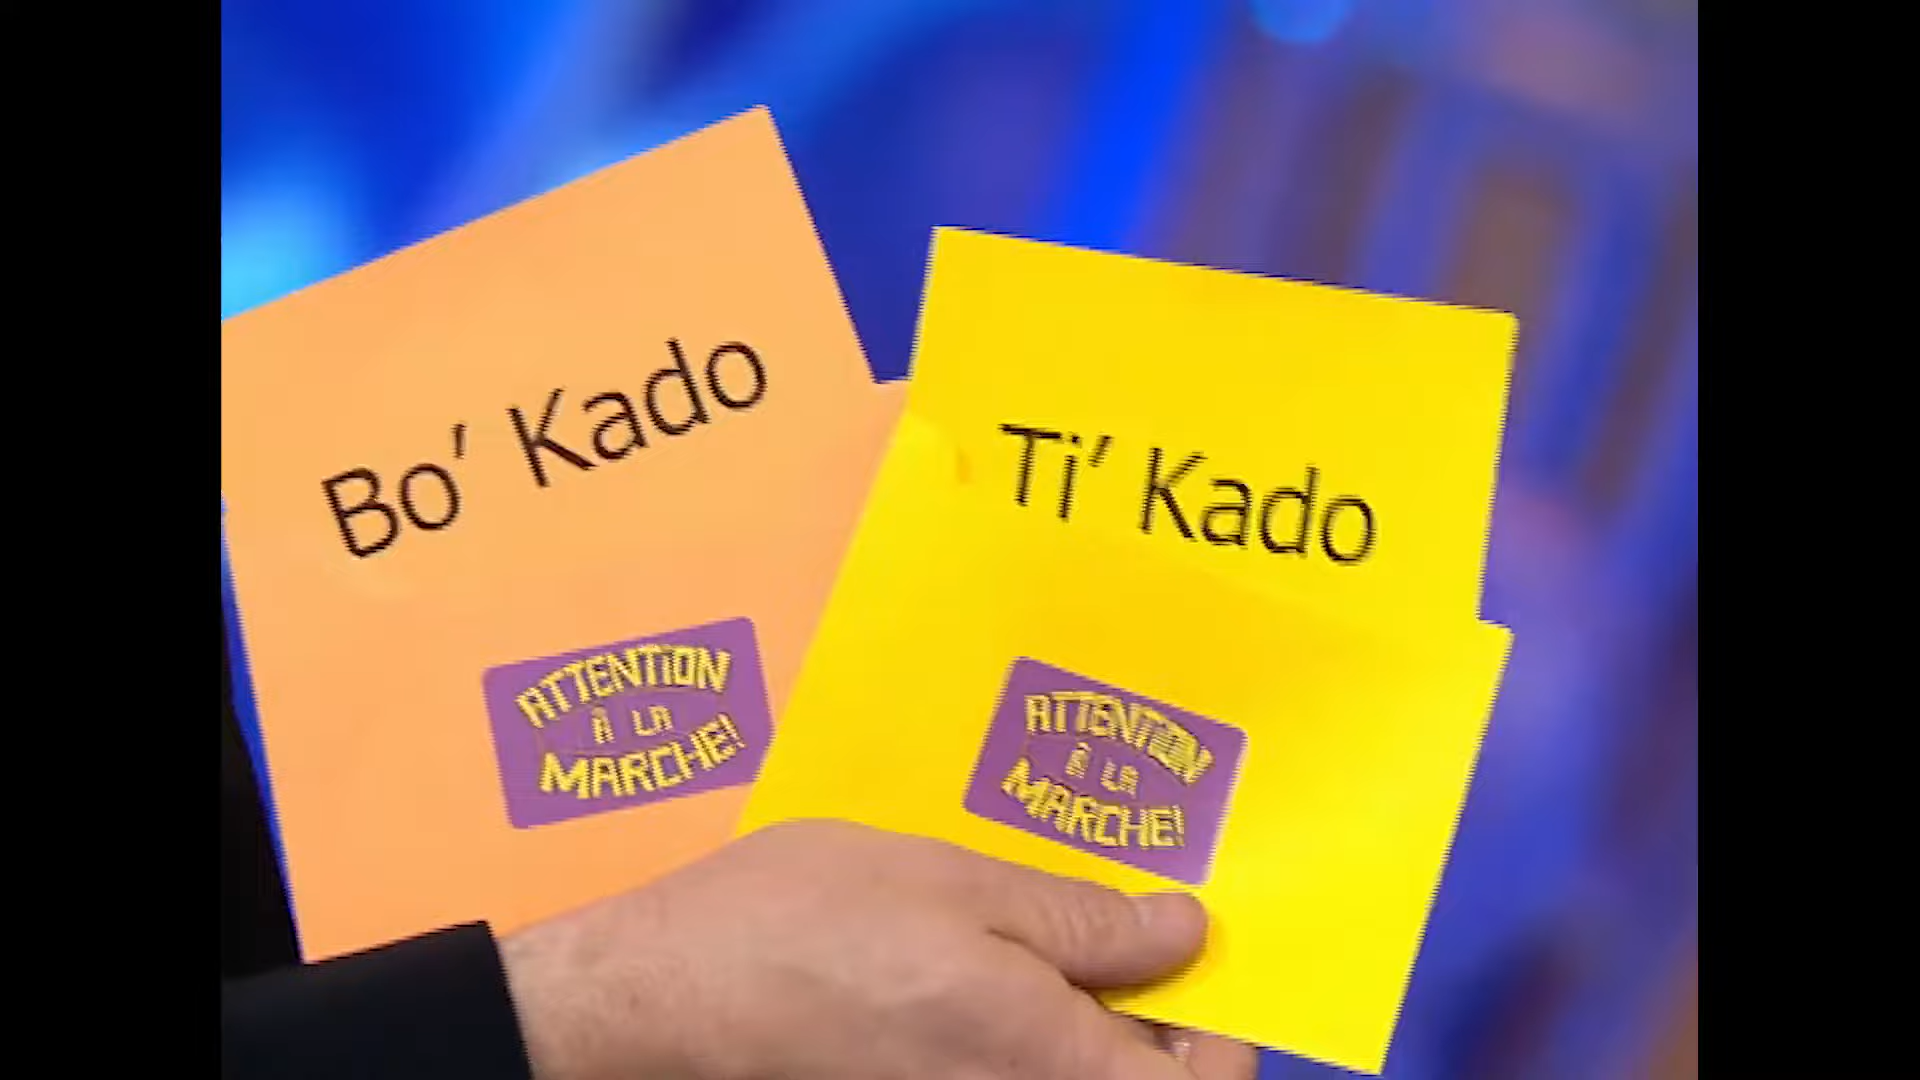 Bo' Kado
ATTENTION
À LA
MARCHE!
Ti' Kado
ATTENTION
À LA
MARCHE!